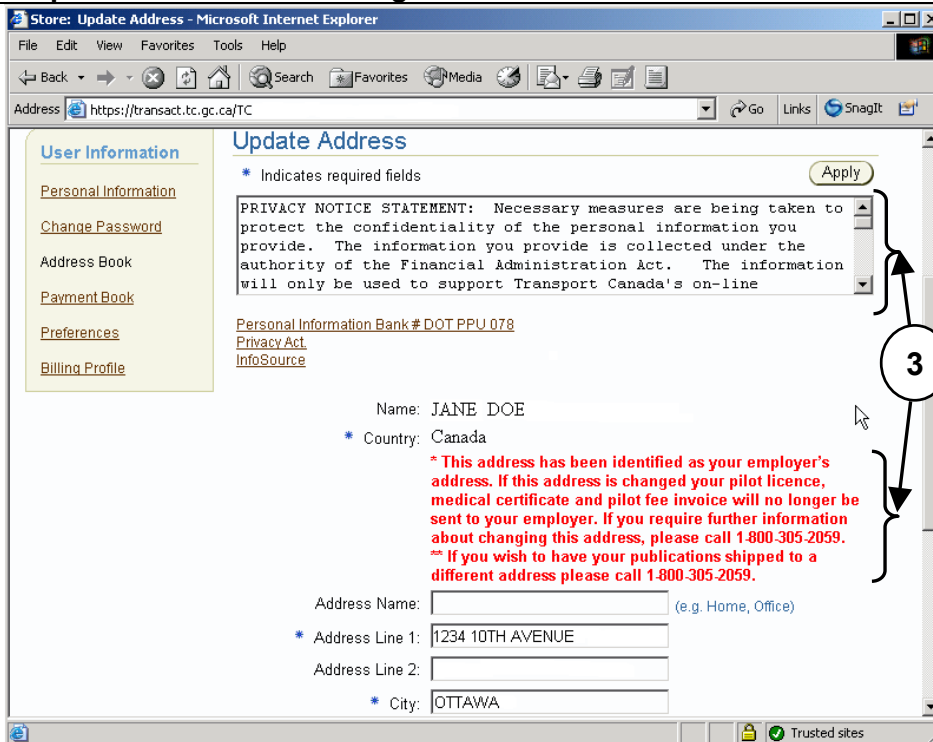 Store: Update Address - Microsoft Internet Explorer
File Edit View Favorites Tools Help
Back Search Favorites Media
Address https://transact.tc.gc.ca/TC Go Links SnagIt
User Information
Personal Information
Change Password
Address Book
Payment Book
Preferences
Billing Profile
Update Address
* Indicates required fields
Apply
PRIVACY NOTICE STATEMENT: Necessary measures are being taken to
protect the confidentiality of the personal information you
provide. The information you provide is collected under the
authority of the Financial Administration Act. The information
will only be used to support Transport Canada's on-line
Personal Information Bank # DOT PPU 078
Privacy Act.
InfoSource
3
Name: JANE DOE
* Country: Canada
* This address has been identified as your employer's
address. If this address is changed your pilot licence,
medical certificate and pilot fee invoice will no longer be
sent to your employer. If you require further information
about changing this address, please call 1-800-305-2059.
** If you wish to have your publications shipped to a
different address please call 1-800-305-2059.
Address Name: (e.g. Home, Office)
* Address Line 1: 1234 10TH AVENUE
Address Line 2:
* City: OTTAWA
Trusted sites